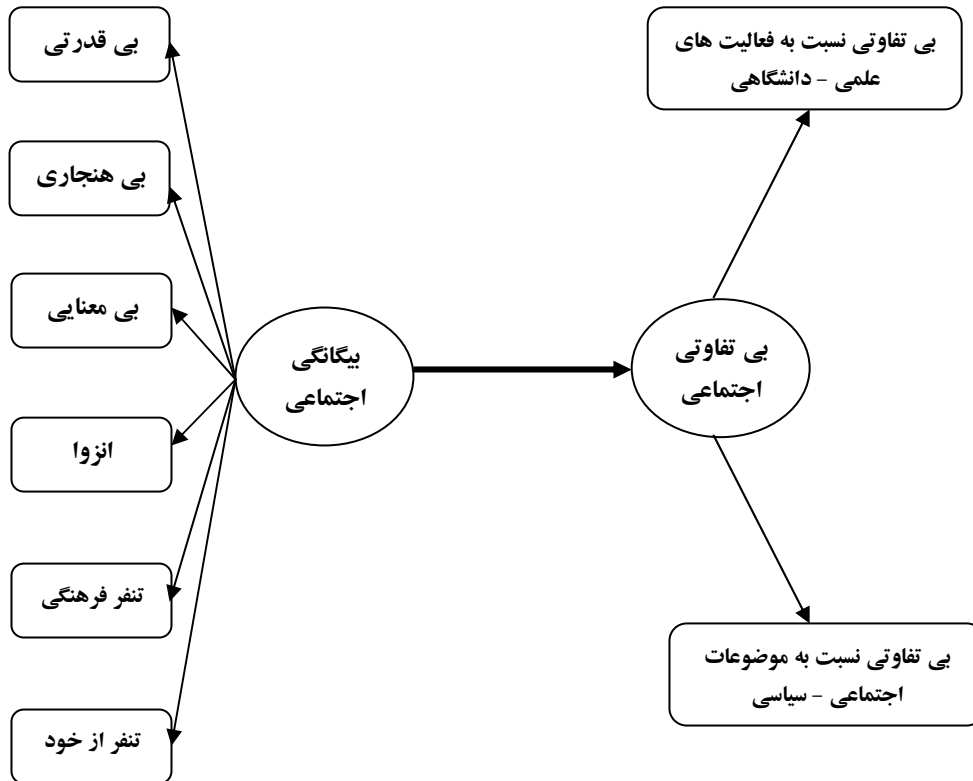 بی قدرتی
بی تفاوتی نسبت به فعالیت های
علمی – دانشگاهی
بی هنجاری
بی معنایی
بیگانگی
اجتماعی
بی تفاوتی
اجتماعی
انزوا
تنفر فرهنگی
بی تفاوتی نسبت به موضوعات
اجتماعی – سیاسی
تنفر از خود